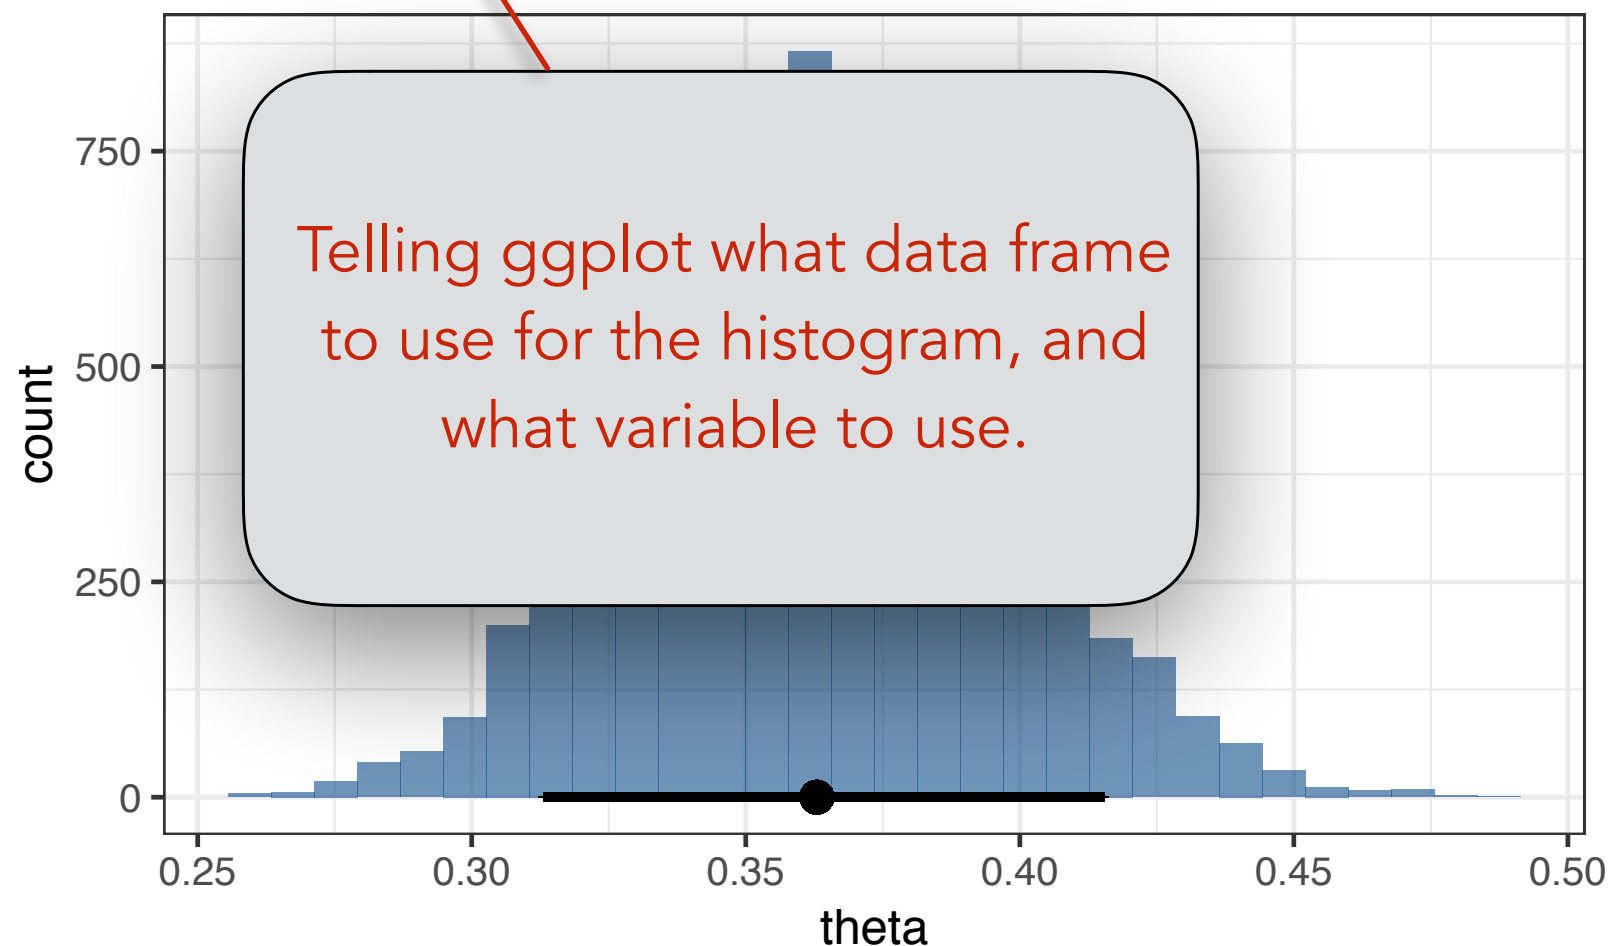 750
500
250
0
count
Telling ggplot what data frame
to use for the histogram, and
what variable to use.
0.25 0.30 0.35 0.40 0.45 0.50
theta